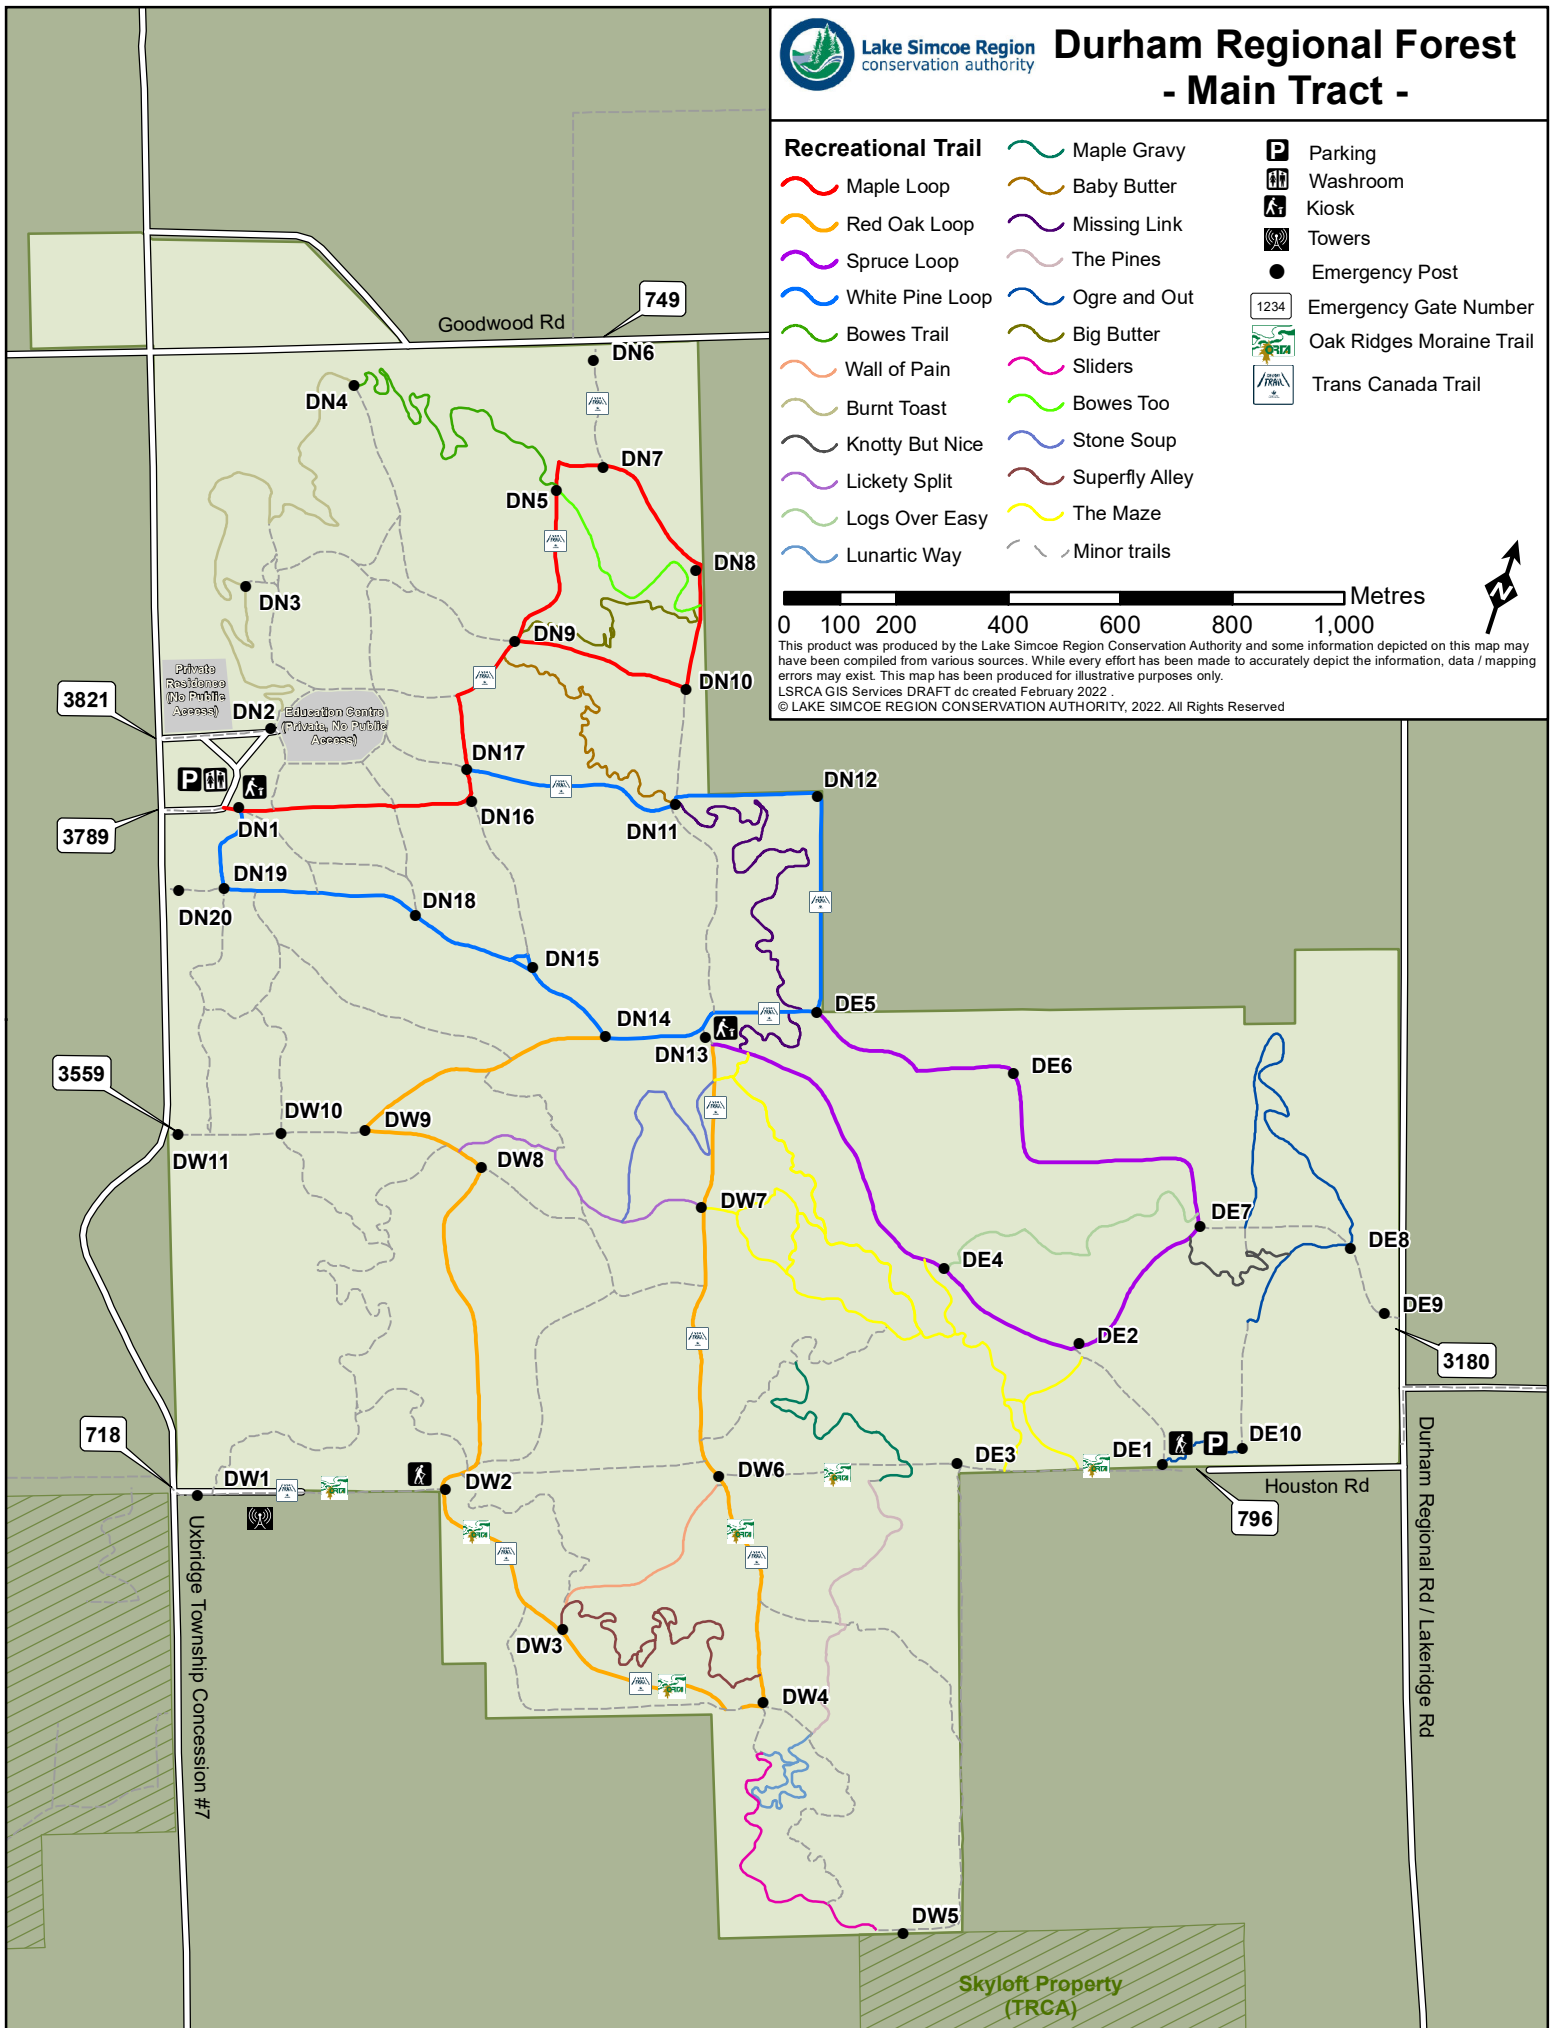 Lake Simcoe Region
conservation authority
Durham Regional Forest
- Main Tract -
Recreational Trail
Maple Loop
Red Oak Loop
Spruce Loop
White Pine Loop
Bowes Trail
Wall of Pain
Burnt Toast
Knotty But Nice
Lickety Split
Logs Over Easy
Lunartic Way
Maple Gravy
Baby Butter
Missing Link
The Pines
Ogre and Out
Big Butter
Sliders
Bowes Too
Stone Soup
Superfly Alley
The Maze
Minor trails
P Parking
Washroom
Kiosk
Towers
Emergency Post
1234 Emergency Gate Number
Oak Ridges Moraine Trail
Trans Canada Trail
N
Metres
0 100 200 400 600 800 1,000
This product was produced by the Lake Simcoe Region Conservation Authority and some information depicted on this map may
have been compiled from various sources. While every effort has been made to accurately depict the information, data / mapping
errors may exist. This map has been produced for illustrative purposes only.
LSRCA GIS Services DRAFT dc created February 2022 .
© LAKE SIMCOE REGION CONSERVATION AUTHORITY, 2022. All Rights Reserved
749
Goodwood Rd
DN6
DN4
DN7
DN5
DN8
DN3
DN9
Private
Residence
(No Public
Access)
DN10
3821
DN2
Education Centre
(Private, No Public
Access)
DN17
P
DN12
3789
DN1
DN16
DN11
DN19
DN18
DN20
DN15
DE5
DN14
DN13
DE6
3559
DW10
DW9
DW11
DW8
DW7
DE7
DE8
DE4
DE9
DE2
3180
718
DE10
DE1
P
DE3
DW1
DW2
DW6
Houston Rd
796
Uxbridge Township Concession #7
Durham Regional Rd / Lakeridge Rd
DW3
DW4
DW5
Skyloft Property
(TRCA)